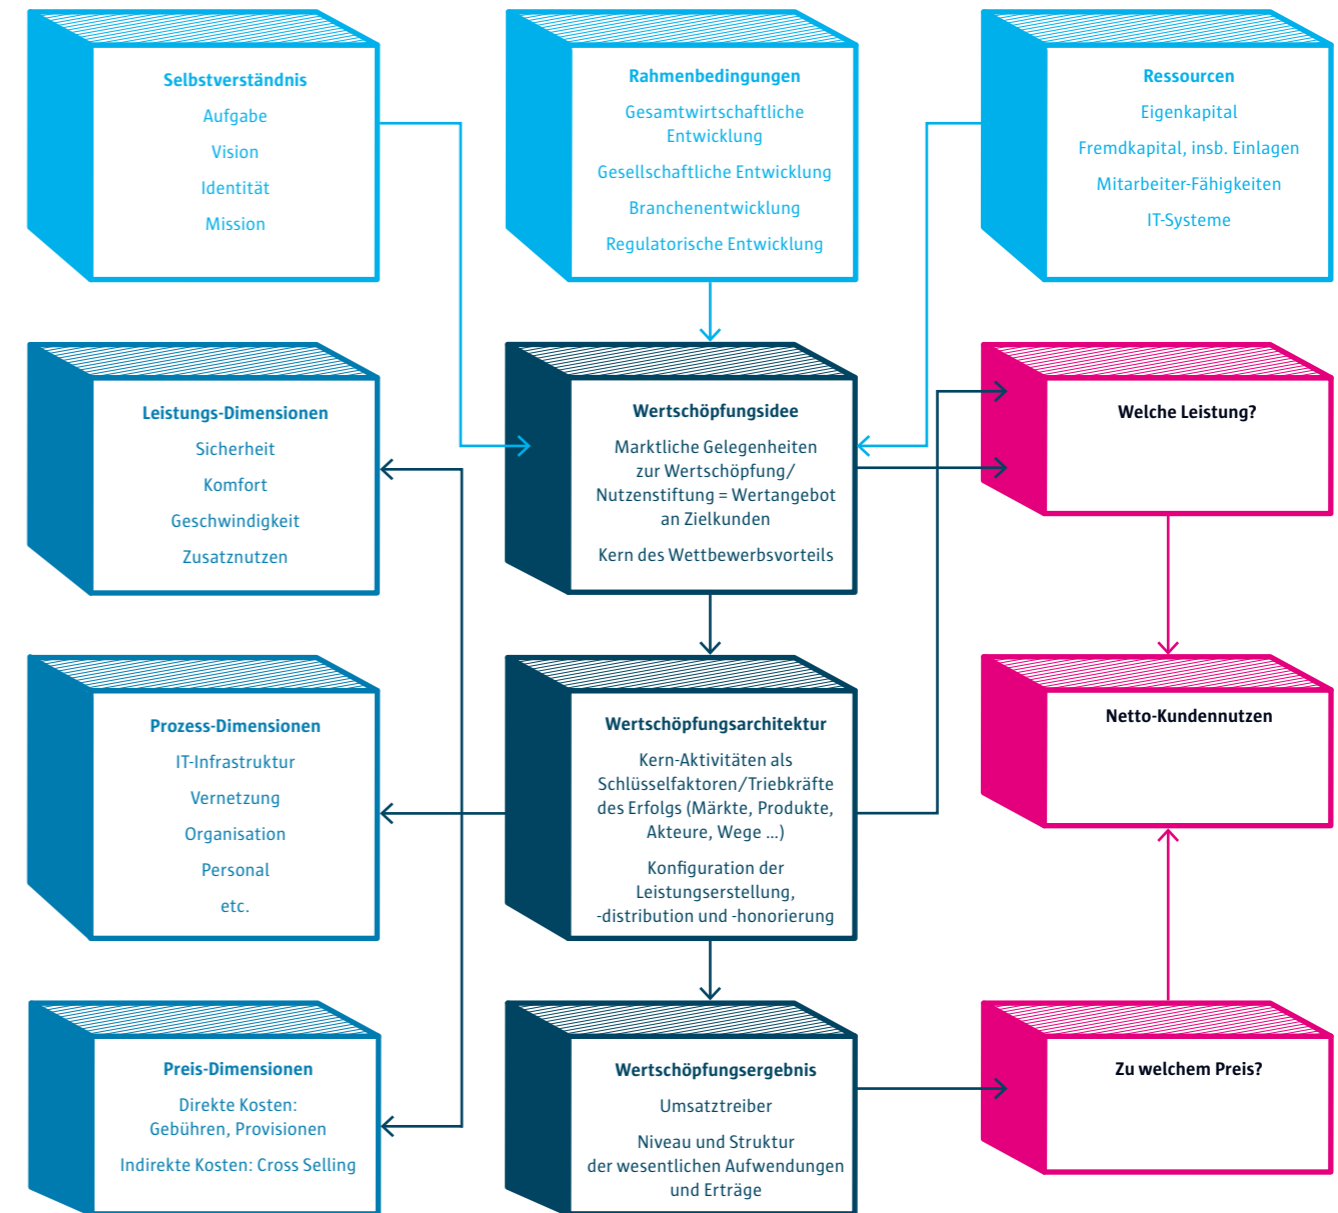 Selbstverständnis
Aufgabe
Vision
Identität
Mission
Rahmenbedingungen
Gesamtwirtschaftliche
Entwicklung
Gesellschaftliche Entwicklung
Branchenentwicklung
Regulatorische Entwicklung
Ressourcen
Eigenkapital
Fremdkapital, insb. Einlagen
Mitarbeiter-Fähigkeiten
IT-Systeme
Leistungs-Dimensionen
Sicherheit
Komfort
Geschwindigkeit
Zusatznutzen
Wertschöpfungsidee
Marktliche Gelegenheiten
zur Wertschöpfung/
Nutzenstiftung = Wertangebot
an Zielkunden
Kern des Wettbewerbsvorteils
Welche Leistung?
Prozess-Dimensionen
IT-Infrastruktur
Vernetzung
Organisation
Personal
etc.
Wertschöpfungsarchitektur
Kern-Aktivitäten als
Schlüsselfaktoren/Triebkräfte
des Erfolgs (Märkte, Produkte,
Akteure, Wege ...)
Konfiguration der
Leistungserstellung,
-distribution und -honorierung
Netto-Kundennutzen
Preis-Dimensionen
Direkte Kosten:
Gebühren, Provisionen
Indirekte Kosten: Cross Selling
Wertschöpfungsergebnis
Umsatztreiber
Niveau und Struktur
der wesentlichen Aufwendungen
und Erträge
Zu welchem Preis?